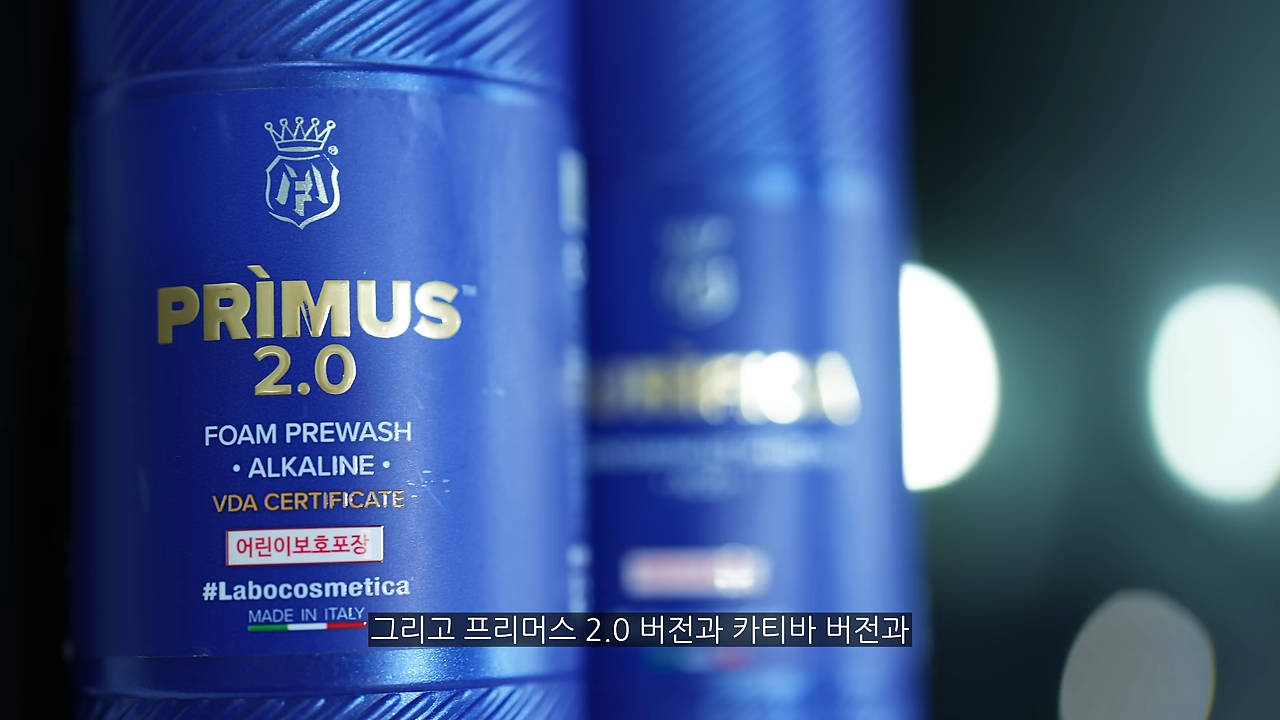 PRÌMUS™
2.0
FOAM PREWASH
• ALKALINE •
VDA CERTIFICATE
어린이보호포장
#Labocosmetica
MADE IN ITALY
그리고 프리머스 2.0 버전과 카티바 버전과